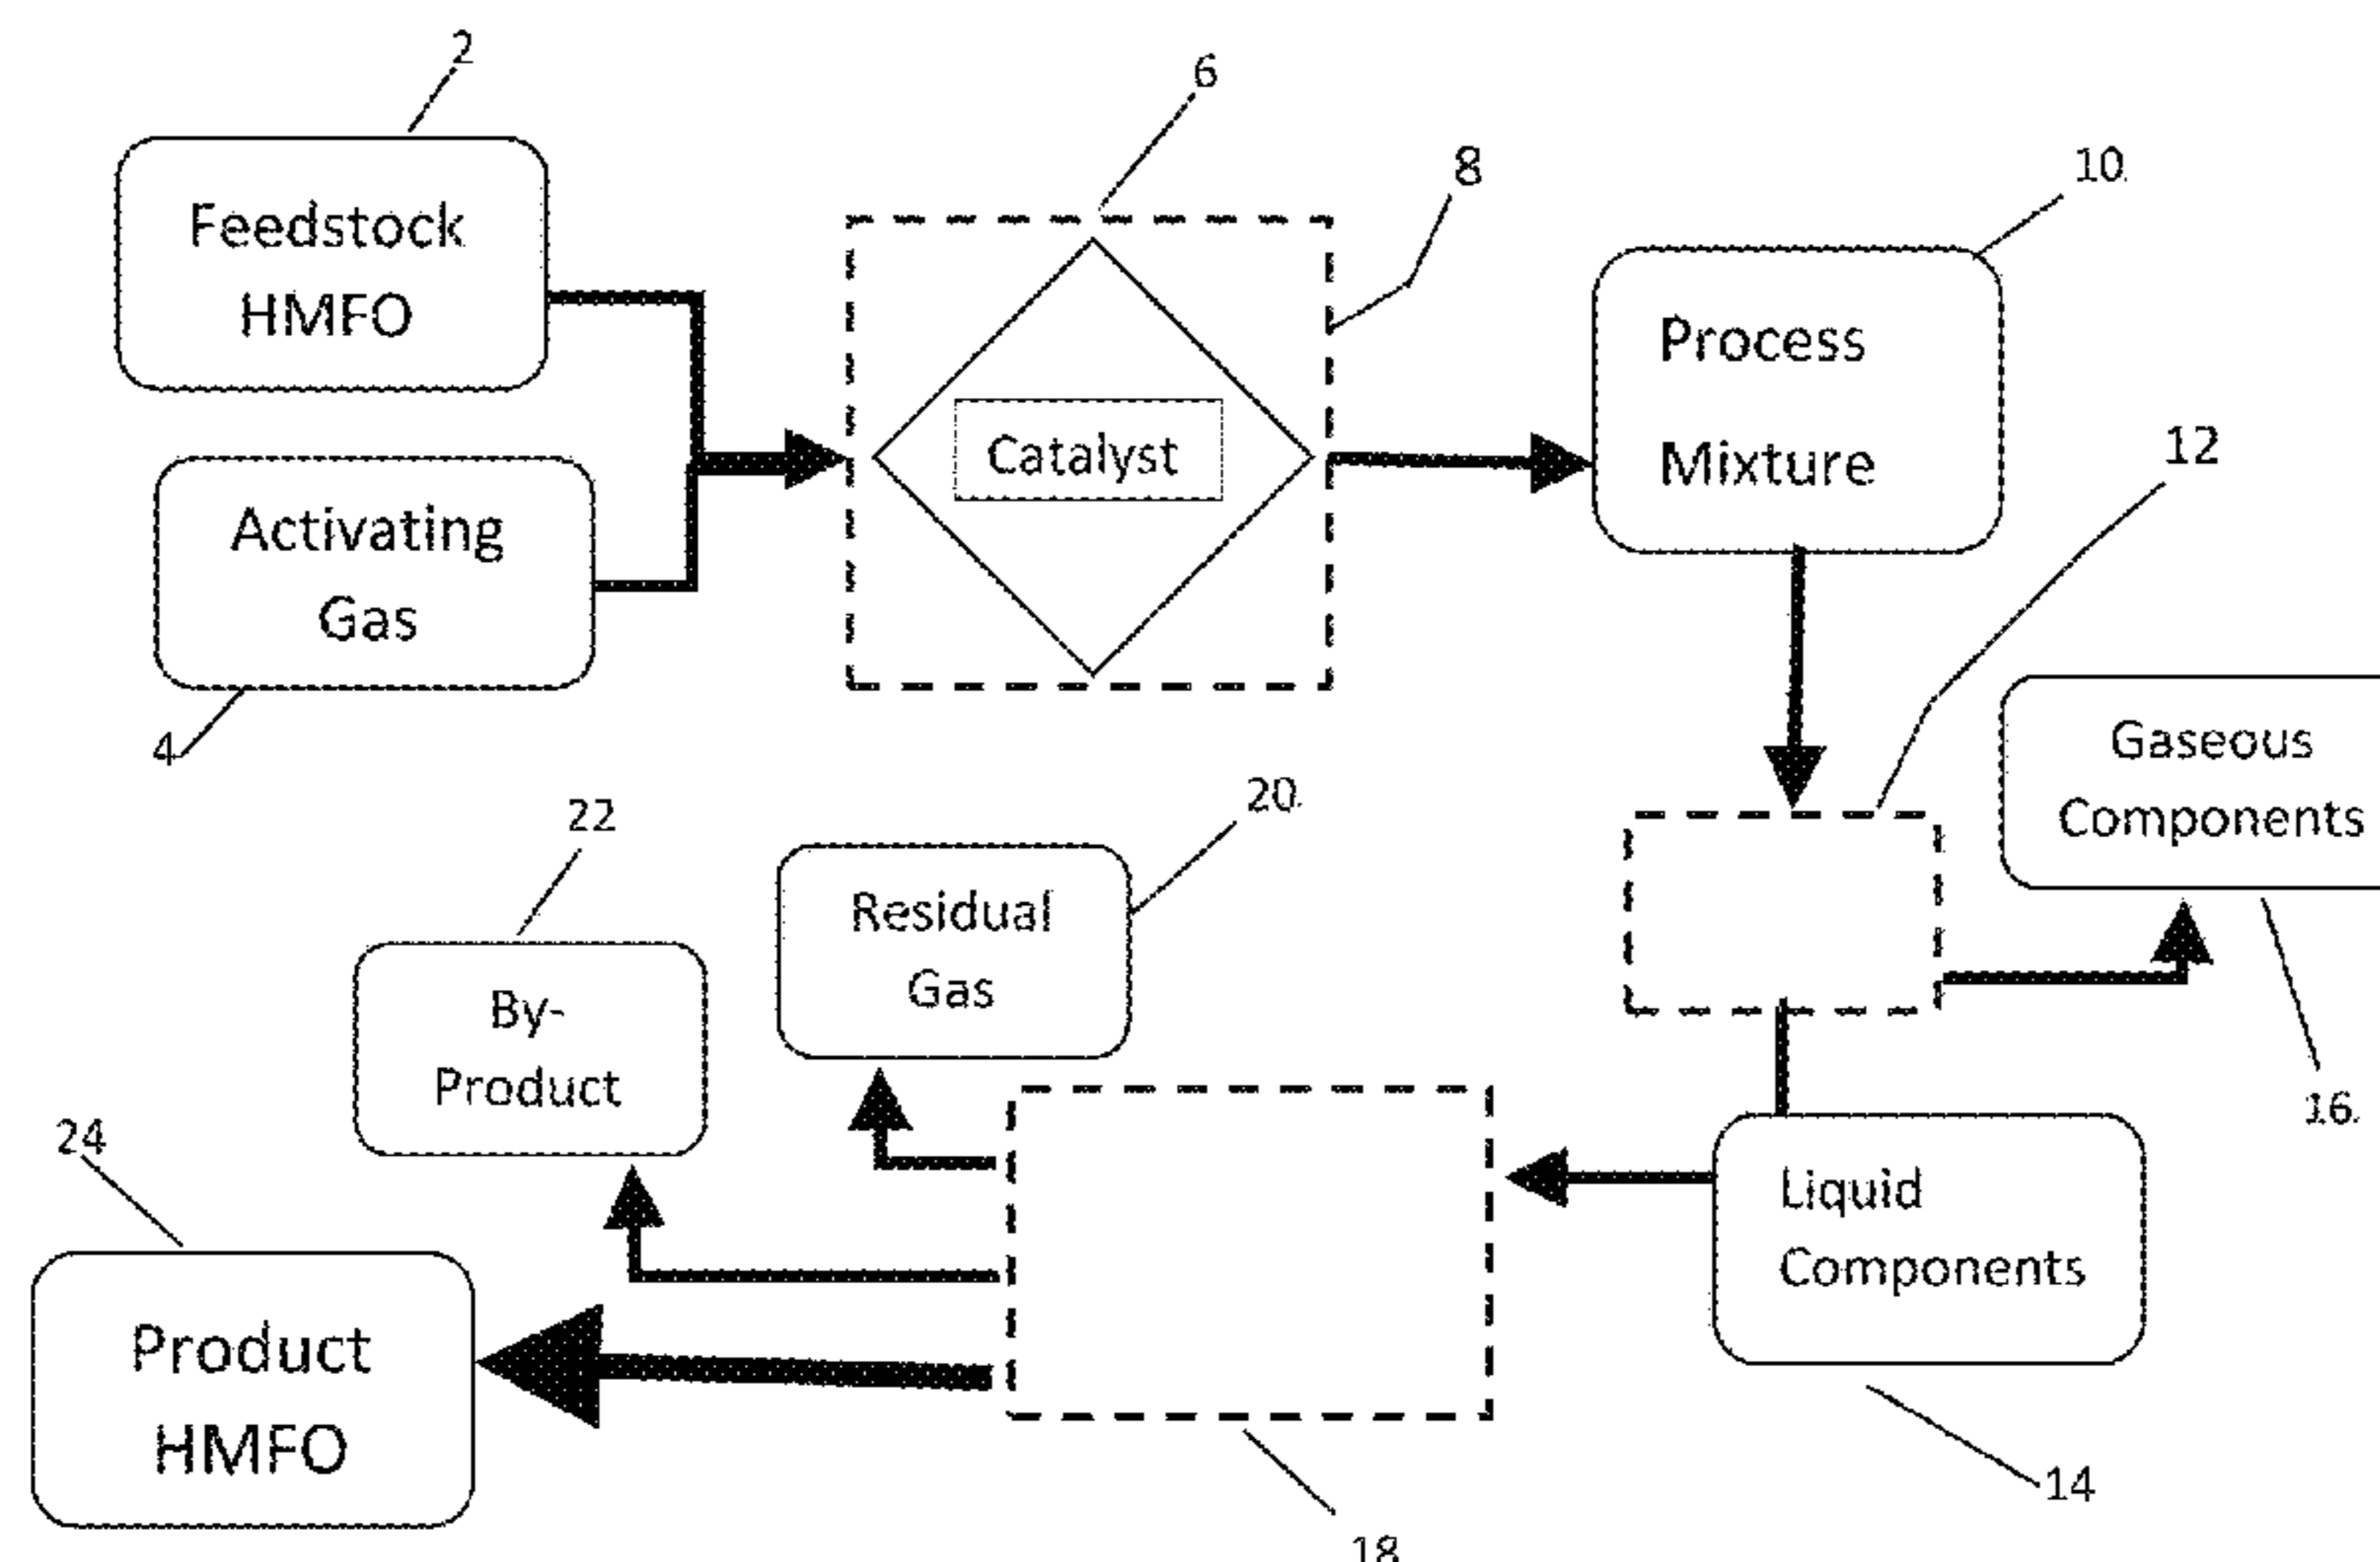 2
Feedstock
HMFO
Activating
Gas
4
6
Catalyst
8
10
Process
Mixture
12
Gaseous
Components
16
22
By-
Product
20
Residual
Gas
24
Product
HMFO
18
Liquid
Components
14